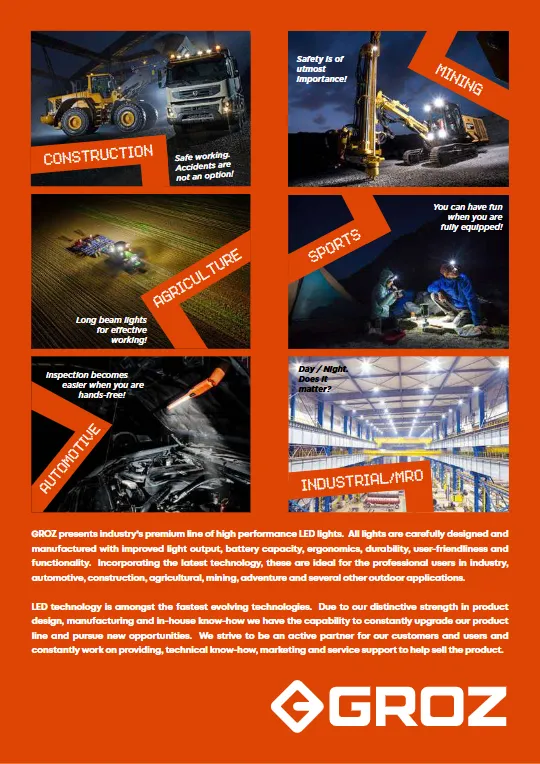 CONSTRUCTION
Safe working.
Accidents are
not an option!
Safety is of
utmost
importance!
MINING
AGRICULTURE
Long beam lights
for effective
working!
You can have fun
when you are
fully equipped!
SPORTS
Inspection becomes
easier when you are
hands-free!
AUTOMOTIVE
Day / Night.
Does it
matter?
INDUSTRIAL/MRO
GROZ presents industry's premium line of high performance LED lights. All lights are carefully designed and
manufactured with improved light output, battery capacity, ergonomics, durability, user-friendliness and
functionality. Incorporating the latest technology, these are ideal for the professional users in industry,
automotive, construction, agricultural, mining, adventure and several other outdoor applications.
LED technology is amongst the fastest evolving technologies. Due to our distinctive strength in product
design, manufacturing and in-house know-how we have the capability to constantly upgrade our product
line and pursue new opportunities. We strive to be an active partner for our customers and users and
constantly work on providing, technical know-how, marketing and service support to help sell the product.
GROZ